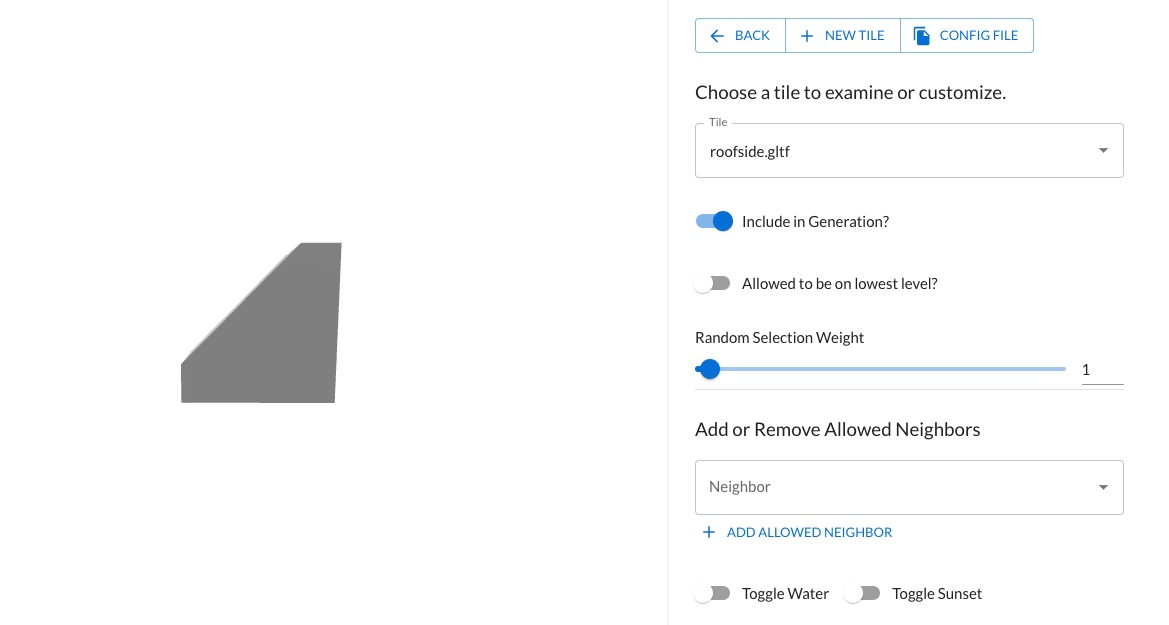 BACK
NEW TILE
CONFIG FILE
Choose a tile to examine or customize.
Tile
roofside.gltf
Include in Generation?
Allowed to be on lowest level?
Random Selection Weight
1
Add or Remove Allowed Neighbors
Neighbor
ADD ALLOWED NEIGHBOR
Toggle Water
Toggle Sunset